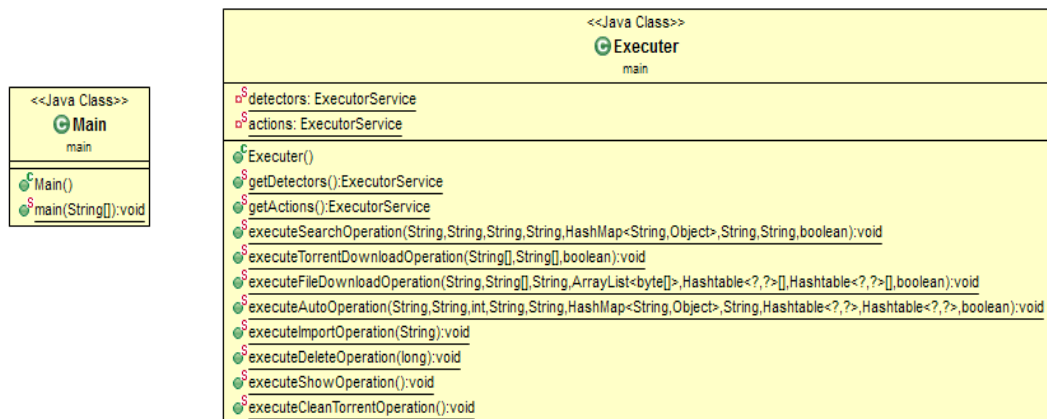 <<Java Class>>
Main
main
Main()
main(String[]):void
<<Java Class>>
Executer
main
detectors: ExecutorService
actions: ExecutorService
Executer()
getDetectors():ExecutorService
getActions():ExecutorService
executeSearchOperation(String,String,String,String,HashMap<String,Object>,String,String,boolean):void
executeTorrentDownloadOperation(String[],String[],boolean):void
executeFileDownloadOperation(String,String[],String,ArrayList<byte[]>,Hashtable<?,?>[],Hashtable<?,?>[],boolean):void
executeAutoOperation(String,String,int,String,String,HashMap<String,Object>,String,Hashtable<?,?>,Hashtable<?,?>,boolean):void
executeImportOperation(String):void
executeDeleteOperation(long):void
executeShowOperation():void
executeCleanTorrentOperation():void